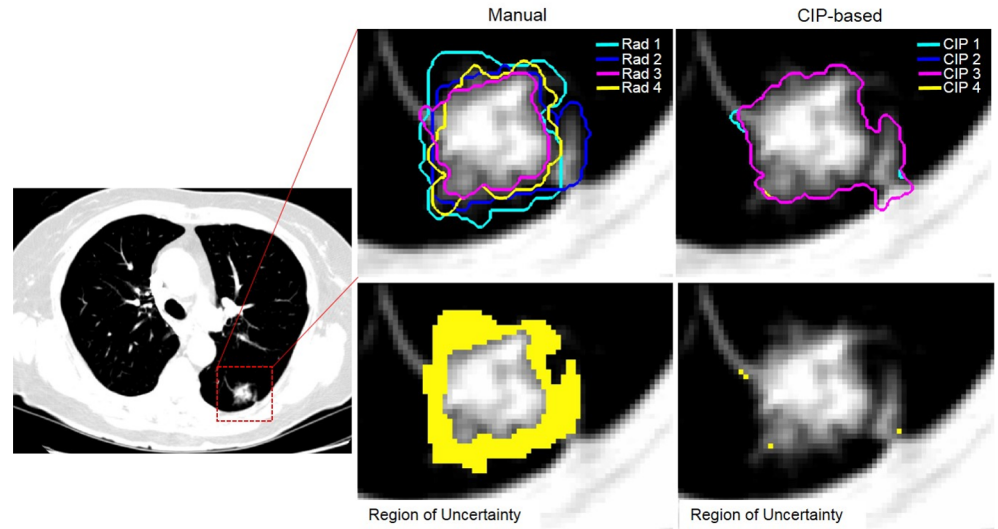 Manual
CIP-based
Rad 1
Rad 2
Rad 3
Rad 4
CIP 1
CIP 2
CIP 3
CIP 4
Region of Uncertainty
Region of Uncertainty